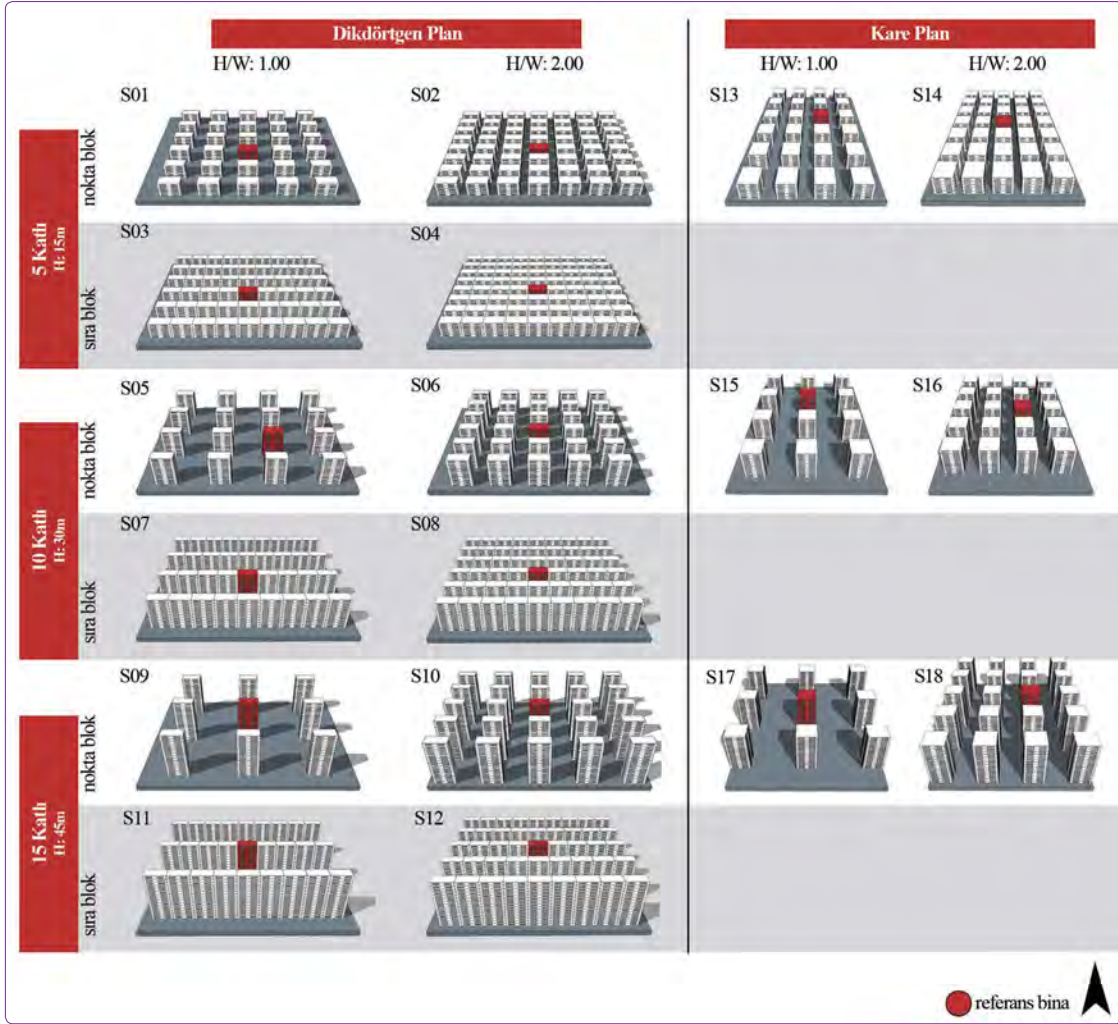 Dikdörtgen Plan
Kare Plan
H/W: 1.00
H/W: 2.00
H/W: 1.00
H/W: 2.00
5 Katlı
H: 15m
nokta blok
S01
S02
S13
S14
sıra blok
S03
S04
10 Katlı
H: 30m
nokta blok
S05
S06
S15
S16
sıra blok
S07
S08
15 Katlı
H: 45m
nokta blok
S09
S10
S17
S18
sıra blok
S11
S12
referans bina